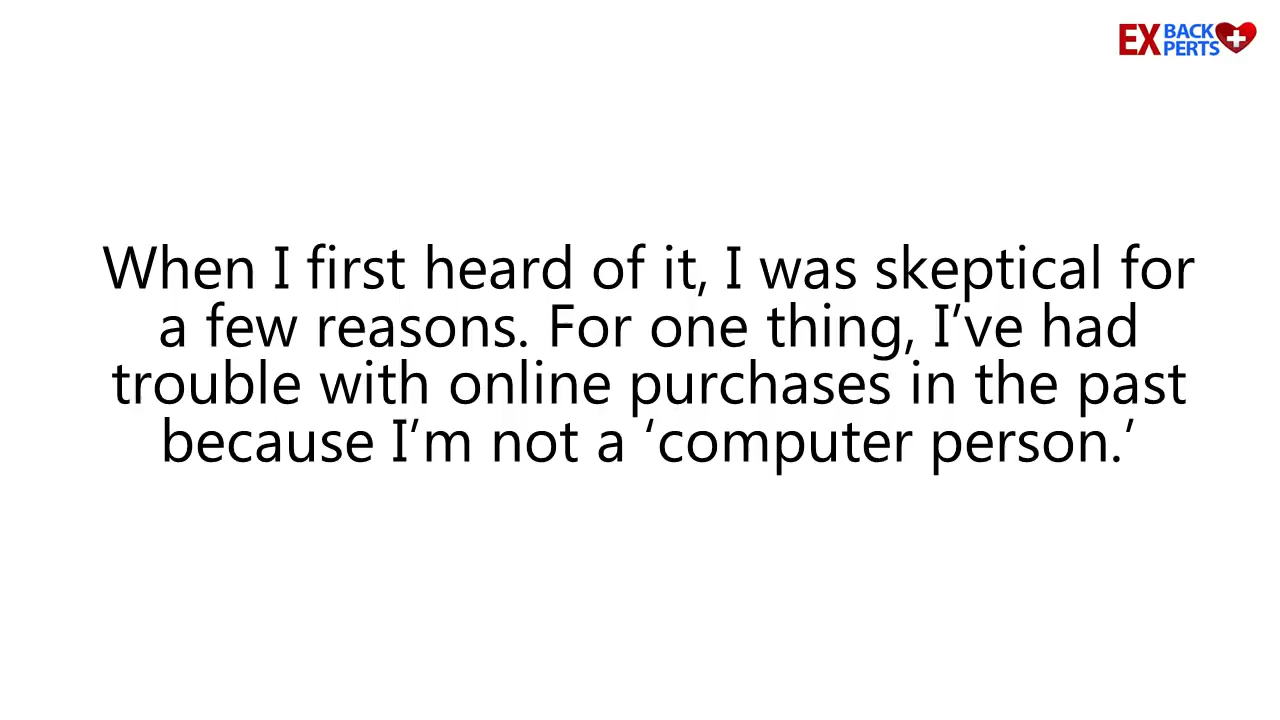 EX BACK
PERTS
When I first heard of it, I was skeptical for
a few reasons. For one thing, I’ve had
trouble with online purchases in the past
because I’m not a ‘computer person.’